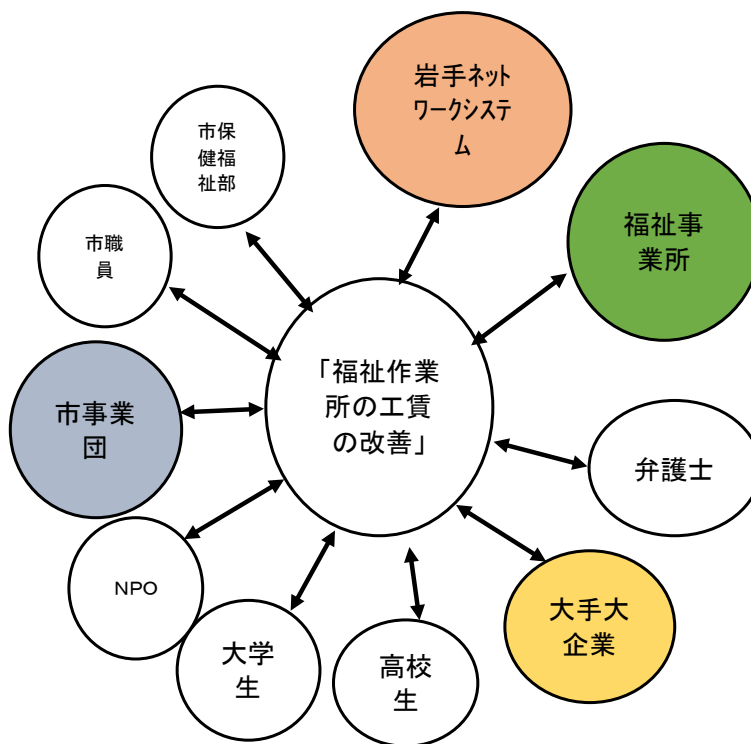 岩手ネット
ワークシステ
ム
市保
健福
祉部
福祉事
業所
市職
員
「福祉作業
所の工賃
の改善」
市事業
団
弁護士
NPO
大手大
企業
大学
生
高校
生